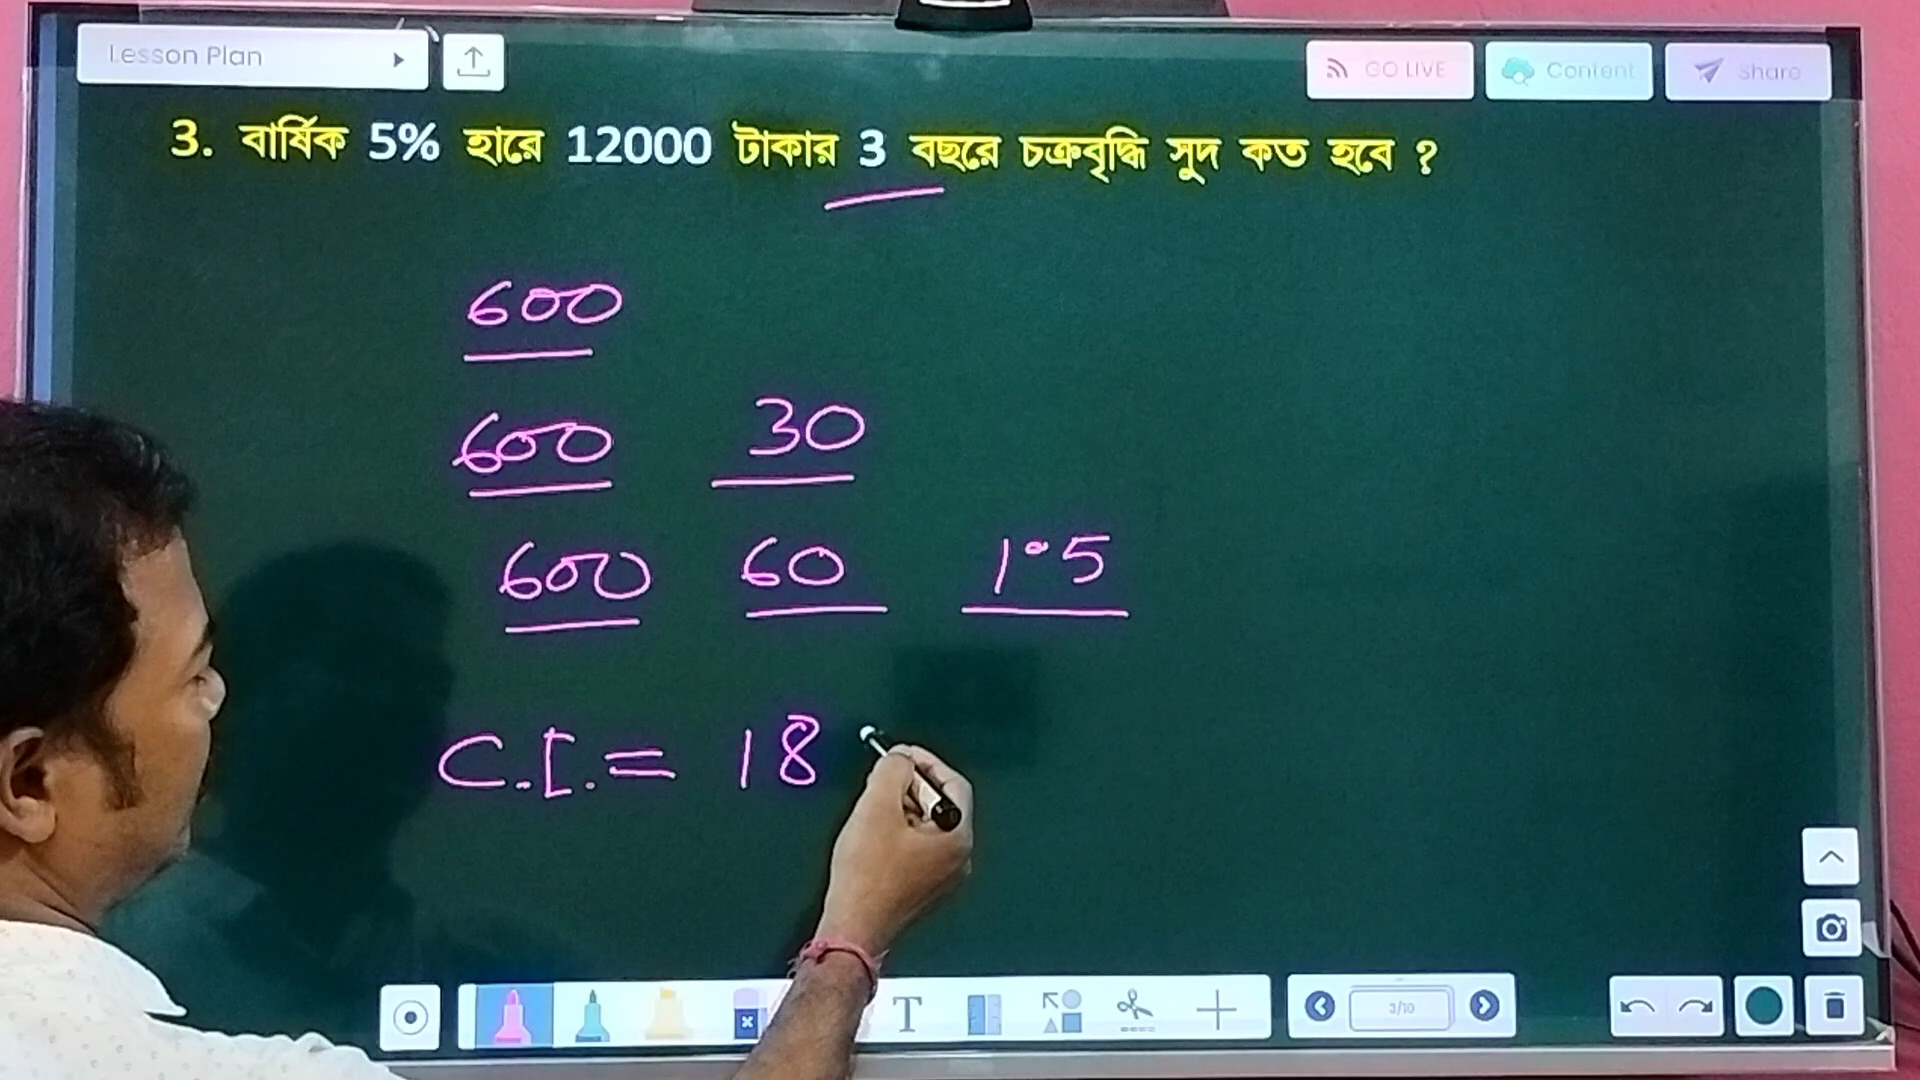 Lesson Plan
GO LIVE
Content
Share
3. বার্ষিক 5% হারে 12000 টাকার 3 বছরে চক্রবৃদ্ধি সুদ কত হবে ?
600
600 30
600 60 1.5
C.I. = 18
T
3/10